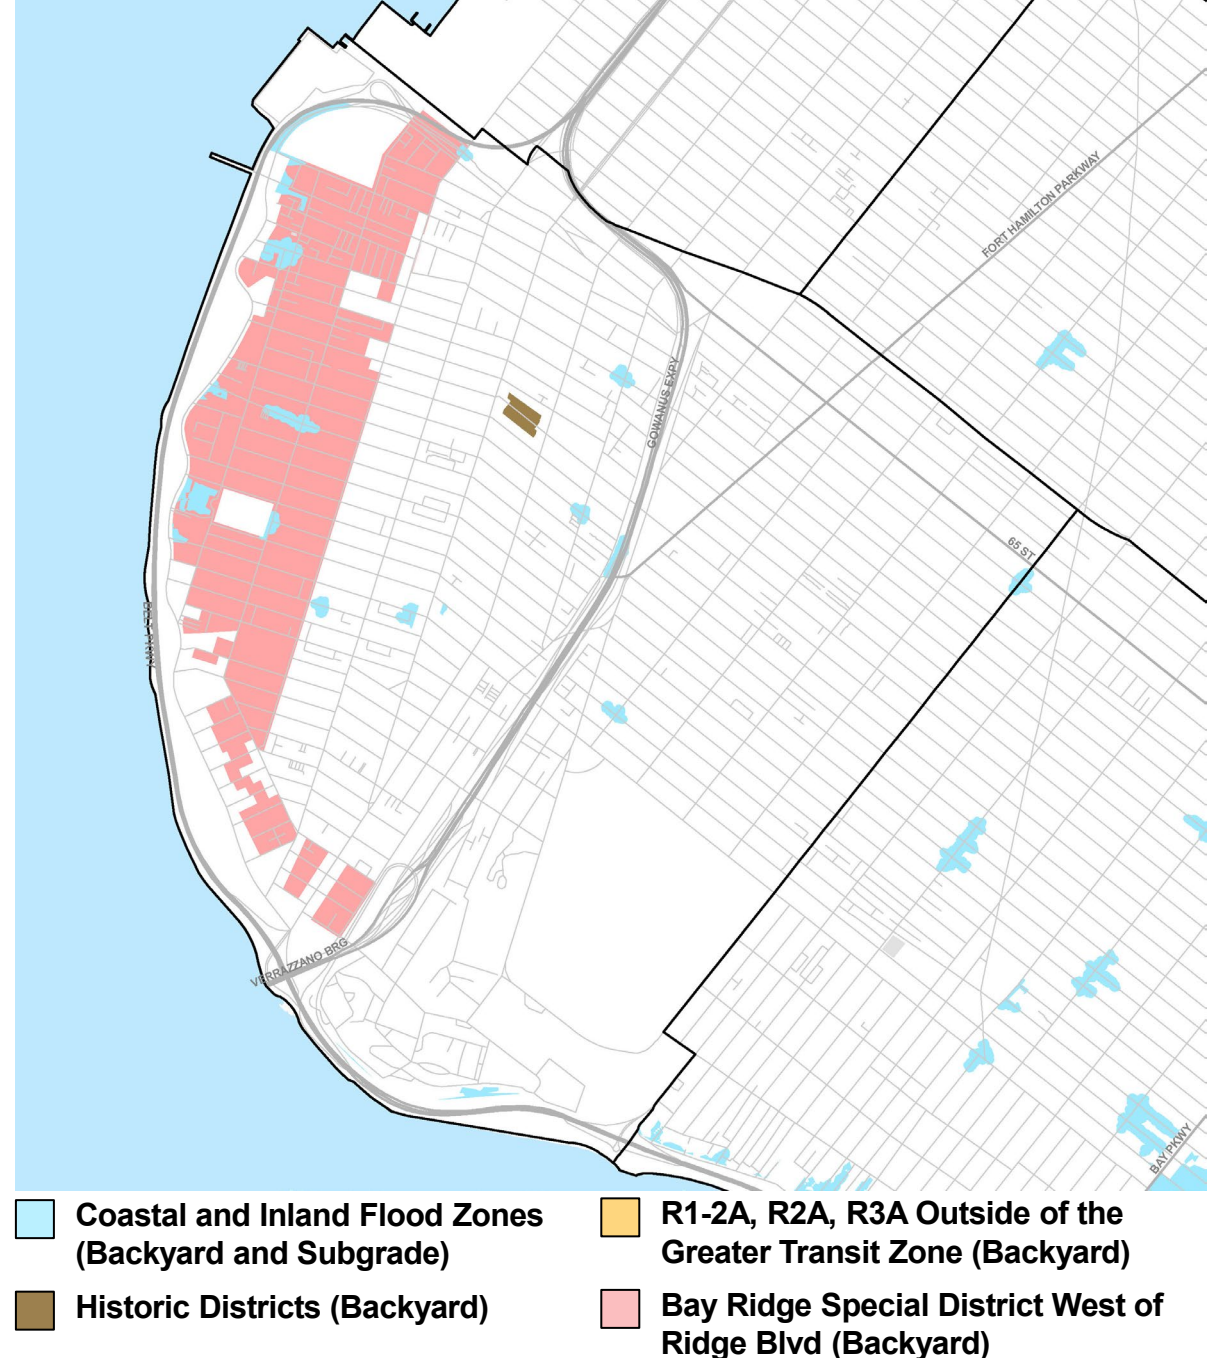 FORT HAMILTON PARKWAY
GOWANUS EXPY
65 ST
BELT PKWY
VERRAZZANO BRG
BAY PKWY
Coastal and Inland Flood Zones
(Backyard and Subgrade)
Historic Districts (Backyard)
R1-2A, R2A, R3A Outside of the
Greater Transit Zone (Backyard)
Bay Ridge Special District West of
Ridge Blvd (Backyard)